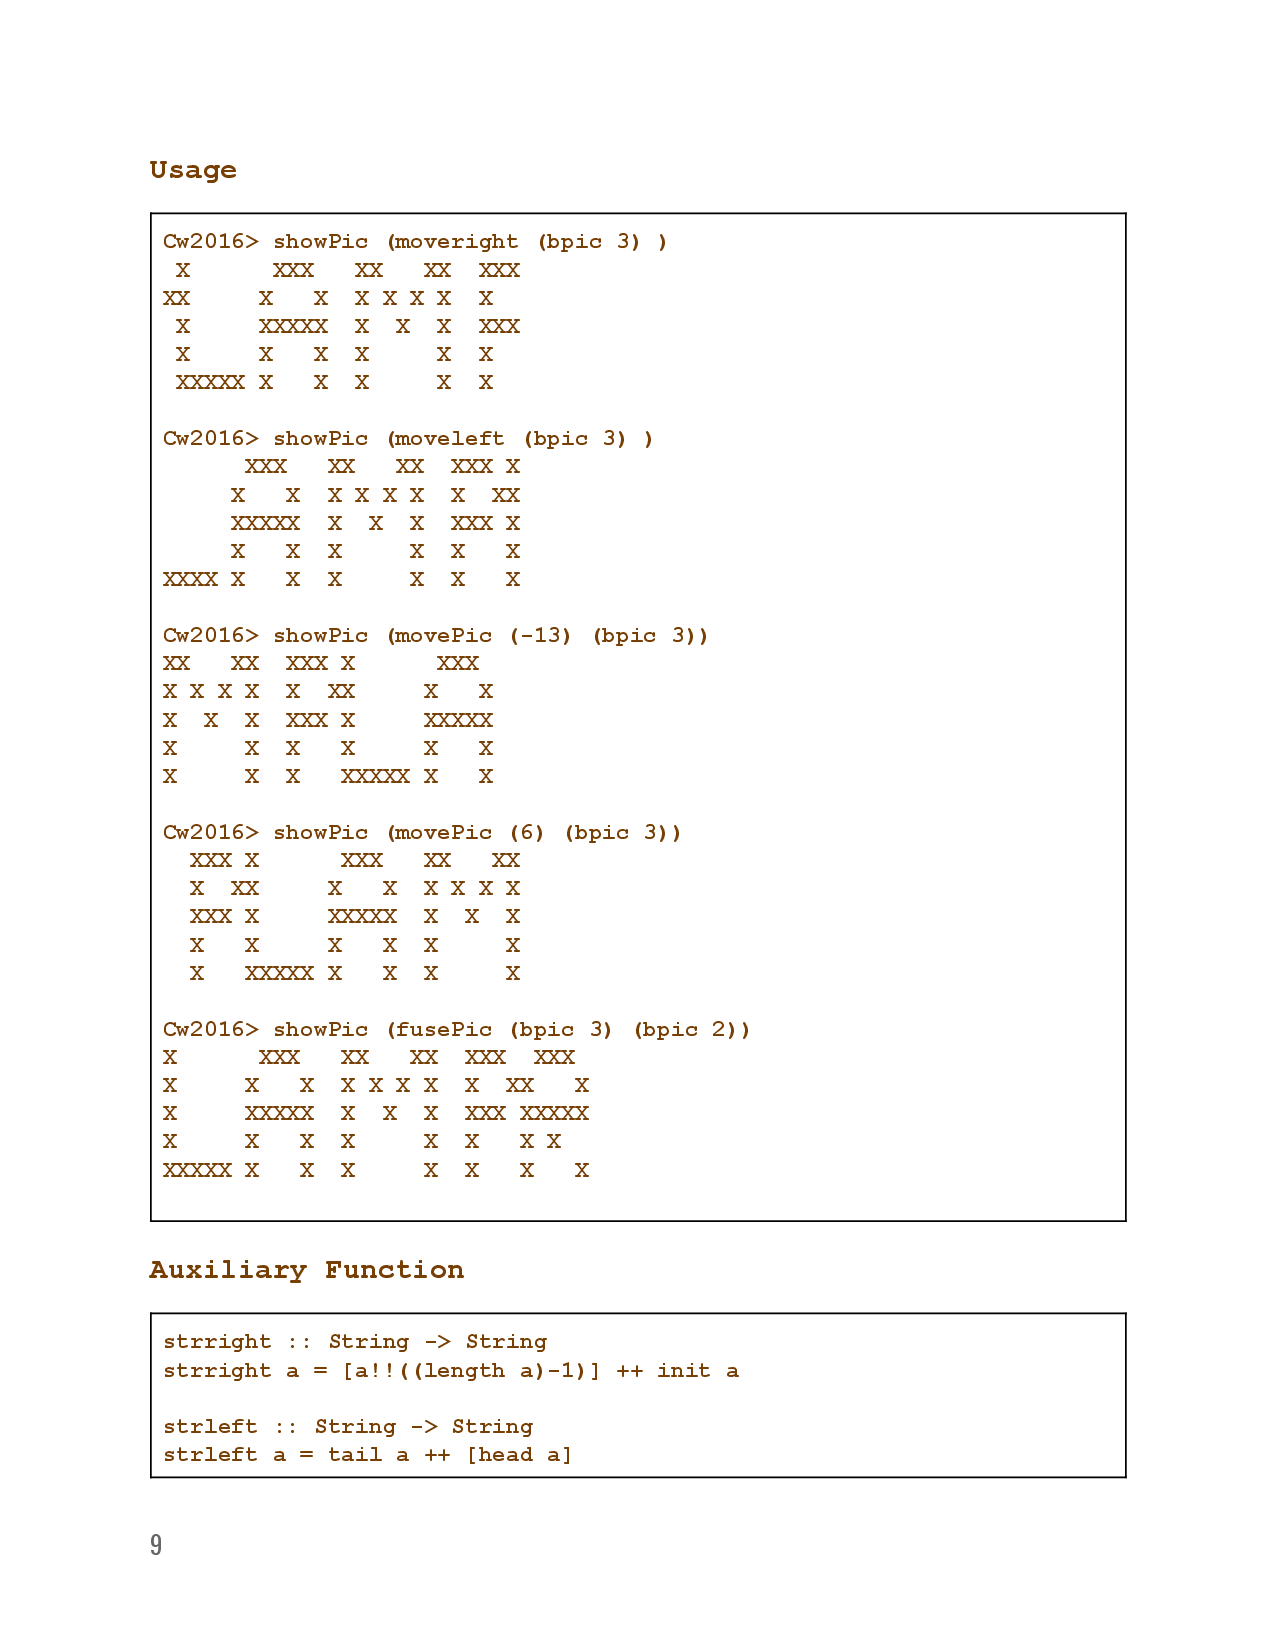 Usage
Cw2016> showPic (moveright (bpic 3) )
 X      XXX   XX   XX  XXX
XX     X   X  X X X X  X
 X     XXXXX  X  X  X  XXX
 X     X   X  X     X  X
 XXXXX X   X  X     X  X
Cw2016> showPic (moveleft (bpic 3) )
      XXX   XX   XX  XXX X
     X   X  X X X X  X  XX
     XXXXX  X  X  X  XXX X
     X   X  X     X  X   X
XXXX X   X  X     X  X   X
Cw2016> showPic (movePic (-13) (bpic 3))
XX   XX  XXX X      XXX
X X X X  X  XX     X   X
X  X  X  XXX X     XXXXX
X     X  X   X     X   X
X     X  X   XXXXX X   X
Cw2016> showPic (movePic (6) (bpic 3))
  XXX X      XXX   XX   XX
  X  XX     X   X  X X X X
  XXX X     XXXXX  X  X  X
  X   X     X   X  X     X
  X   XXXXX X   X  X     X
Cw2016> showPic (fusePic (bpic 3) (bpic 2))
X      XXX   XX   XX  XXX  XXX
X     X   X  X X X X  X  XX   X
X     XXXXX  X  X  X  XXX XXXXX
X     X   X  X     X  X   X X
XXXXX X   X  X     X  X   X   X
Auxiliary Function
strright :: String -> String
strright a = [a!!((length a)-1)] ++ init a
strleft :: String -> String
strleft a = tail a ++ [head a]
9